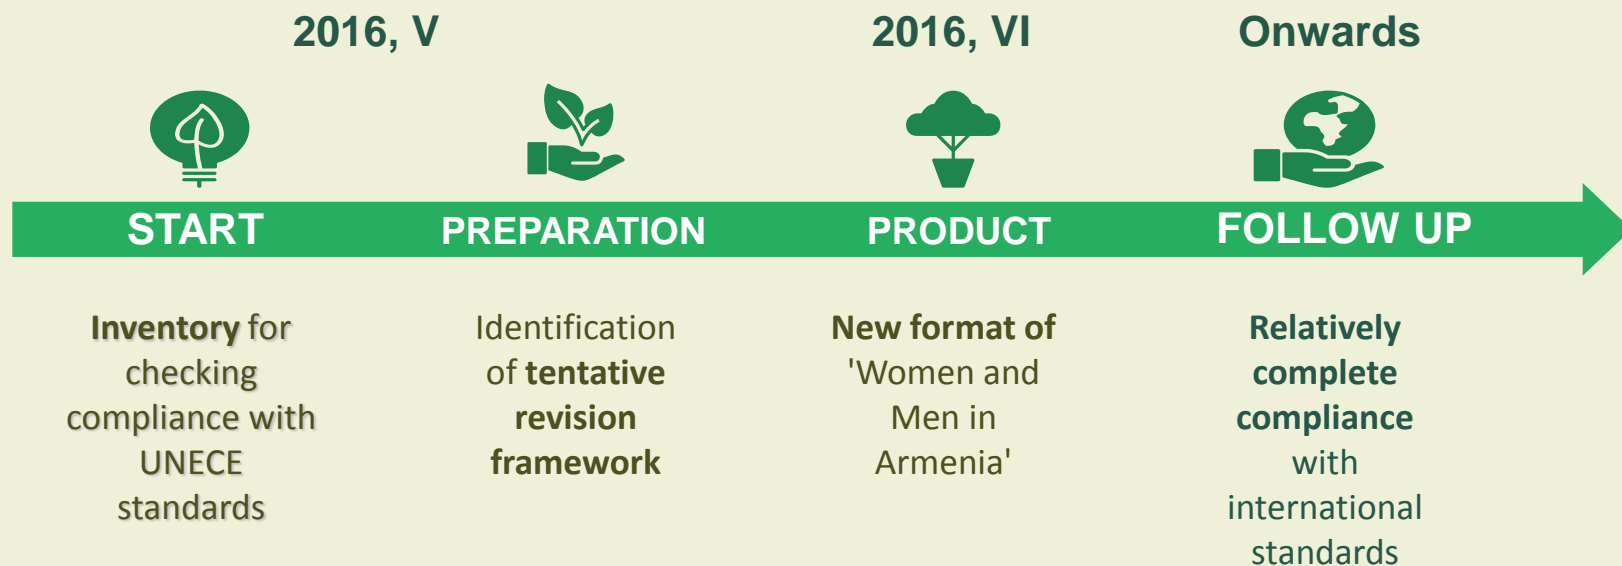 2016, V
2016, VI
Onwards
START
PREPARATION
PRODUCT
FOLLOW UP
Inventory for
checking
compliance with
UNECE
standards
Identification
of tentative
revision
framework
New format of
'Women and
Men in
Armenia'
Relatively
complete
compliance
with
international
standards